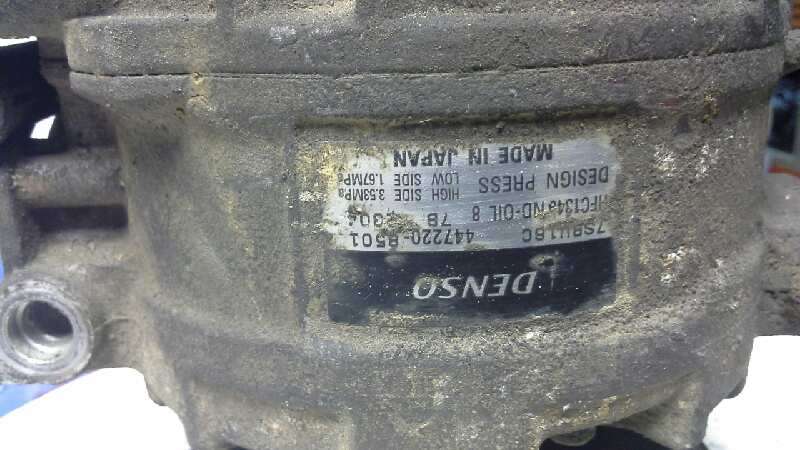 DENSO
447220-8501
HFC134a ND-OIL 8 7B
DESIGN PRESS HIGH SIDE 3.53MPa
LOW SIDE 1.67MPa
MADE IN JAPAN